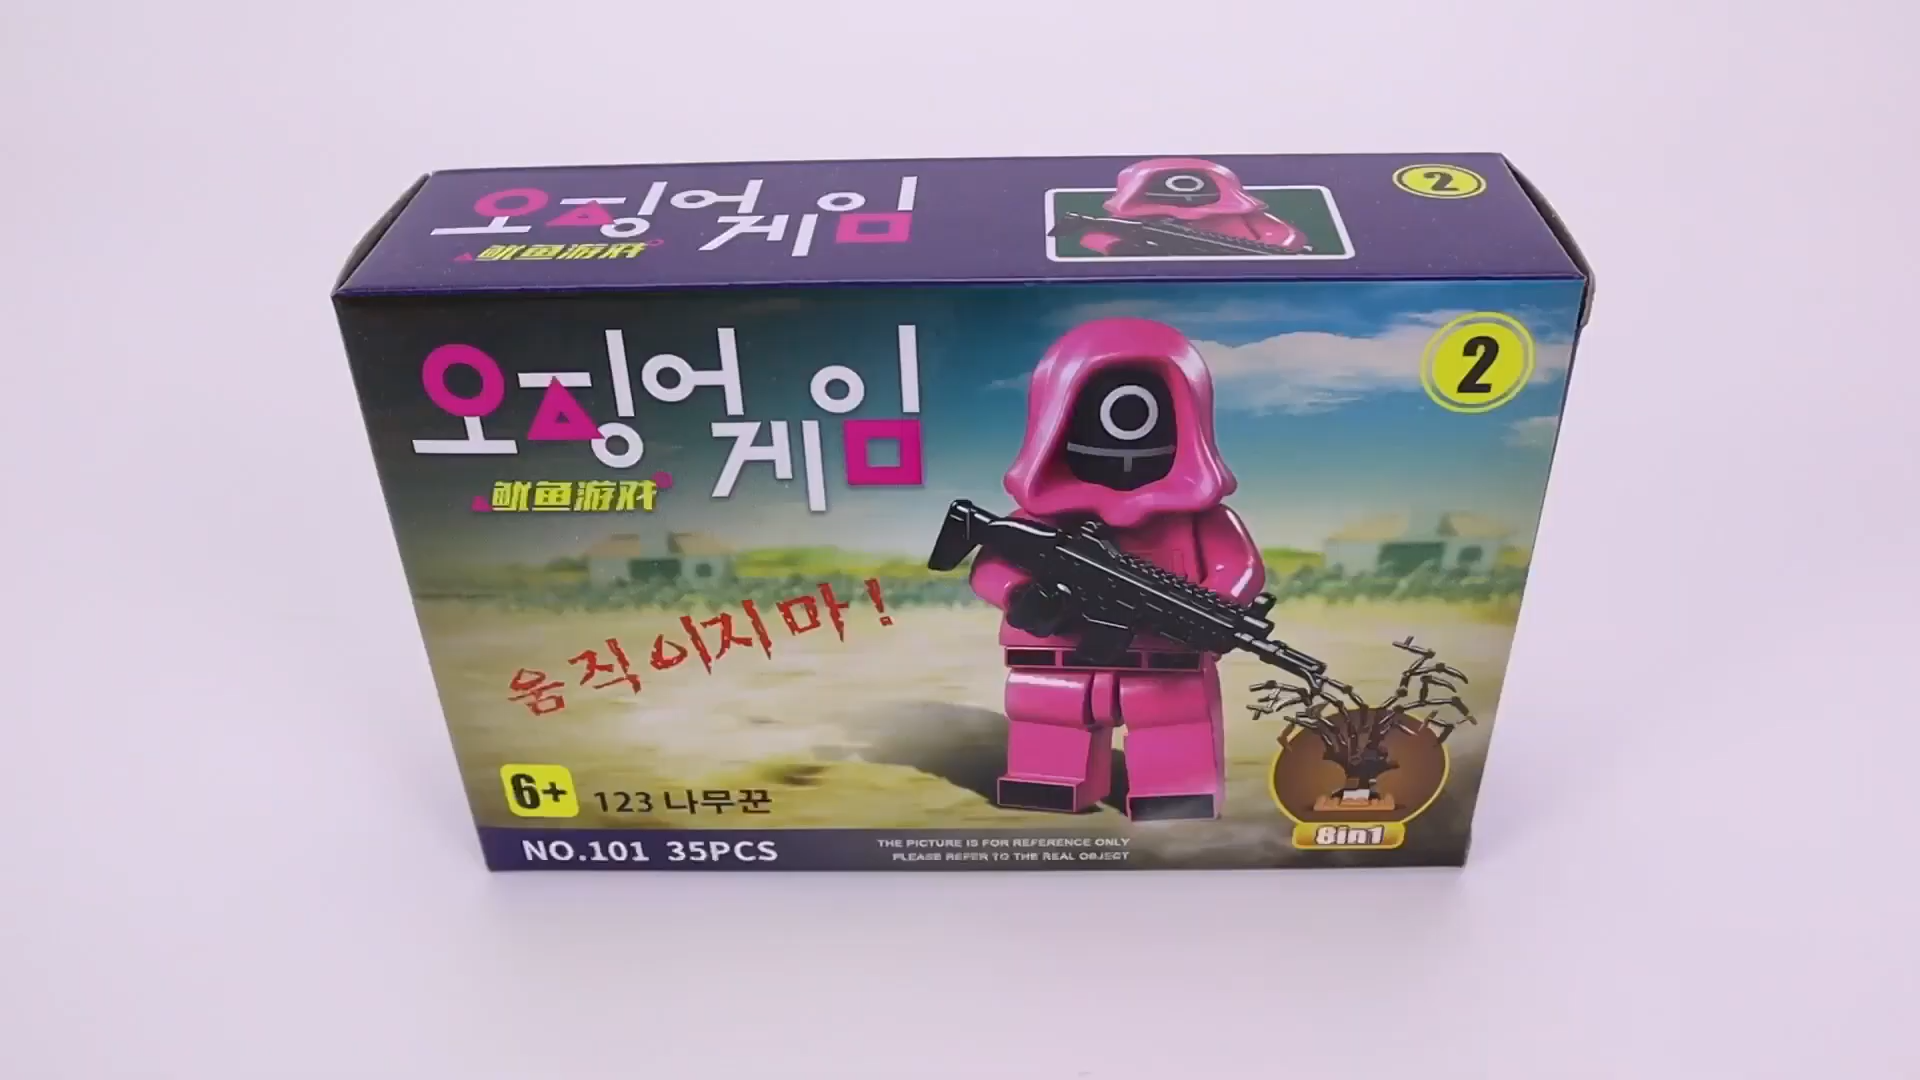 오징어
게임
鱿鱼游戏
2
오징어
게임
鱿鱼游戏
2
움직이지마!
6+ 123 나무꾼
8in1
NO.101 35PCS
THE PICTURE IS FOR REFERENCE ONLY
PLEASE REFER TO THE REAL OBJECT